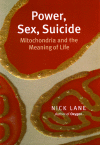 Power,
Sex, Suicide
Mitochondria and the
Meaning of Life
NICK LANE
author of Oxygen